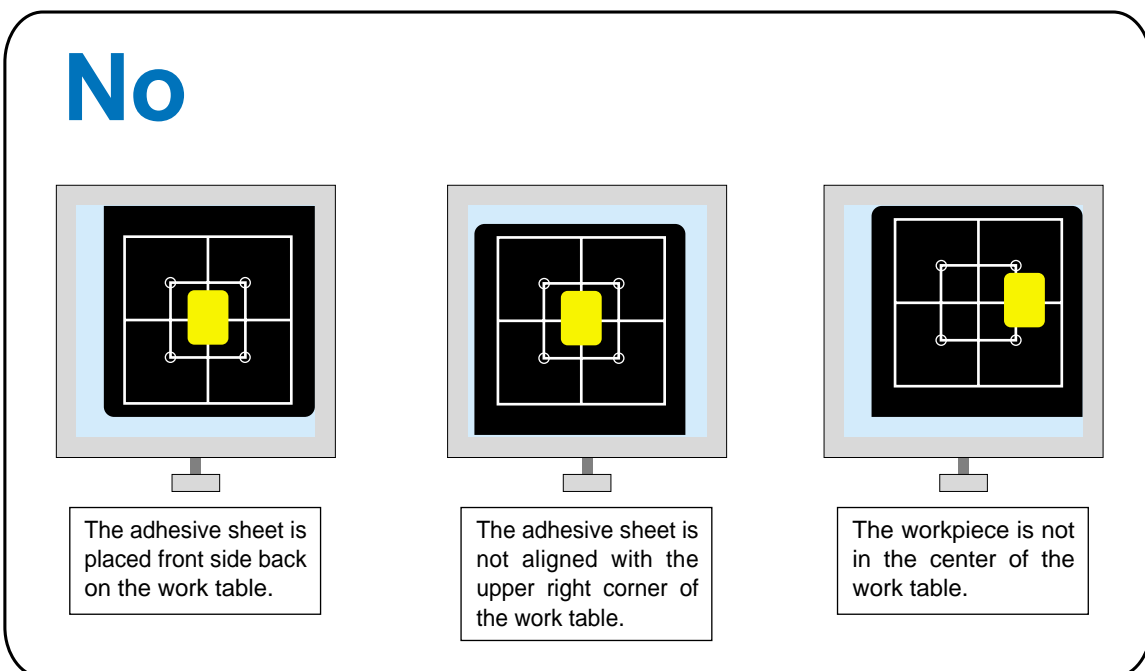 No
The adhesive sheet is
placed front side back
on the work table.
The adhesive sheet is
not aligned with the
upper right corner of
the work table.
The workpiece is not
in the center of the
work table.